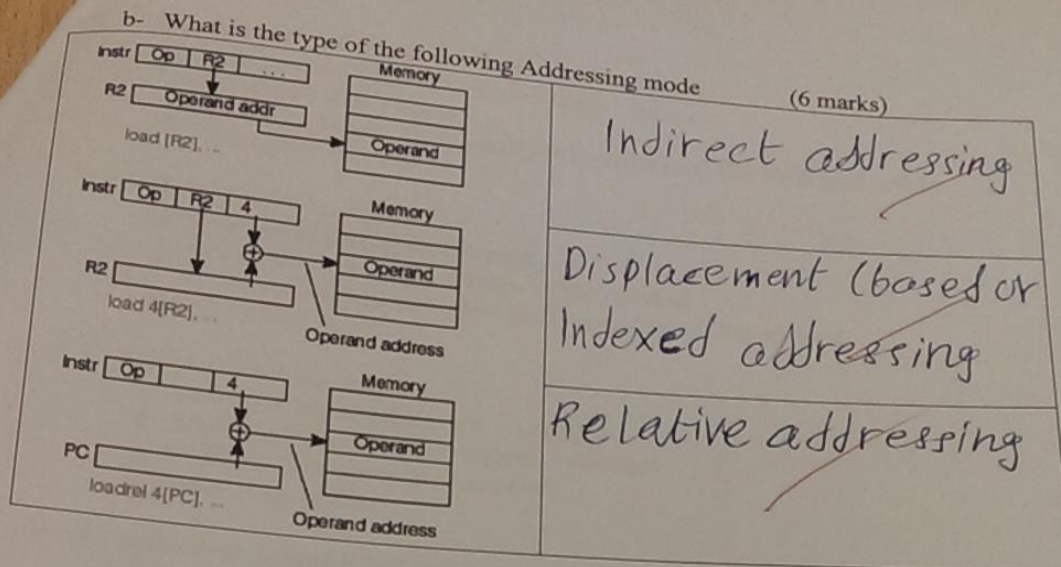 b- What is the type of the following Addressing mode (6 marks)
Instr Op R2 ...
Memory
R2 Operand addr
Operand
load [R2], ...
Indirect addressing
Instr Op R2 4
Memory
+
Operand
R2
load 4[R2], ...
Operand address
Displacement (based or
Indexed addressing
Instr Op 4
Memory
+
Operand
PC
loadrel 4[PC], ...
Operand address
Relative addressing